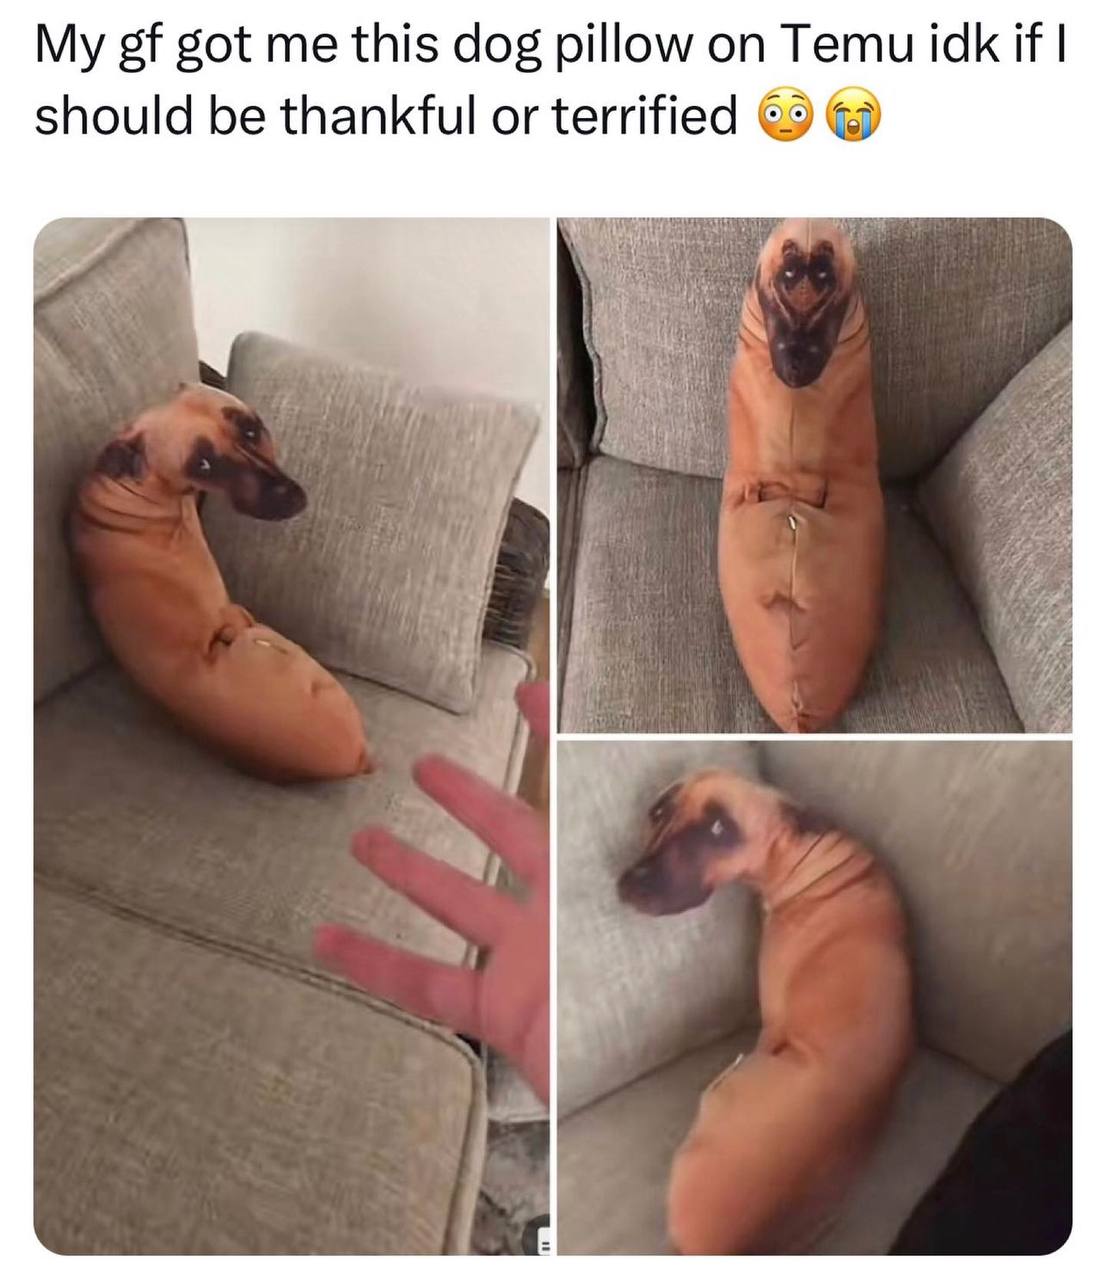 My gf got me this dog pillow on Temu idk if I
should be thankful or terrified 😳😭